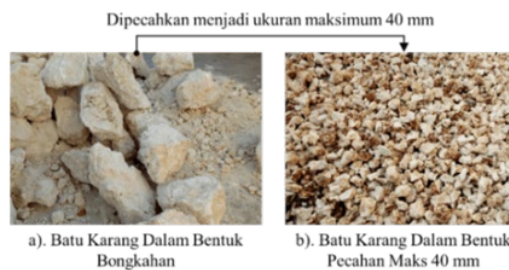 Dipecahkan menjadi ukuran maksimum 40 mm
a). Batu Karang Dalam Bentuk
Bongkahan
b). Batu Karang Dalam Bentuk
Pecahan Maks 40 mm